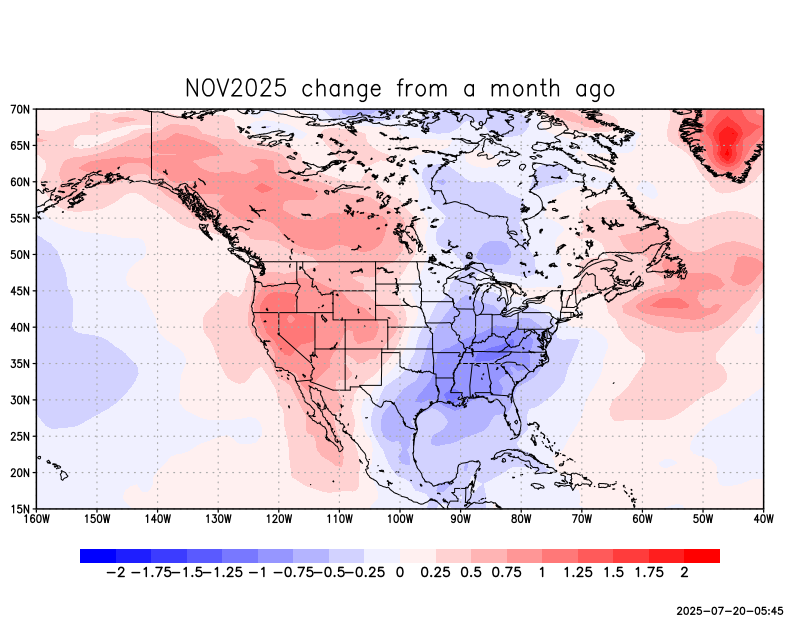 NOV2025 change from a month ago
70N
65N
60N
55N
50N
45N
40N
35N
30N
25N
20N
15N
160W 150W 140W 130W 120W 110W 100W 90W 80W 70W 60W 50W 40W
−2 −1.75 −1.5 −1.25 −1 −0.75 −0.5 −0.25 0 0.25 0.5 0.75 1 1.25 1.5 1.75 2
2025-07-20-05:45